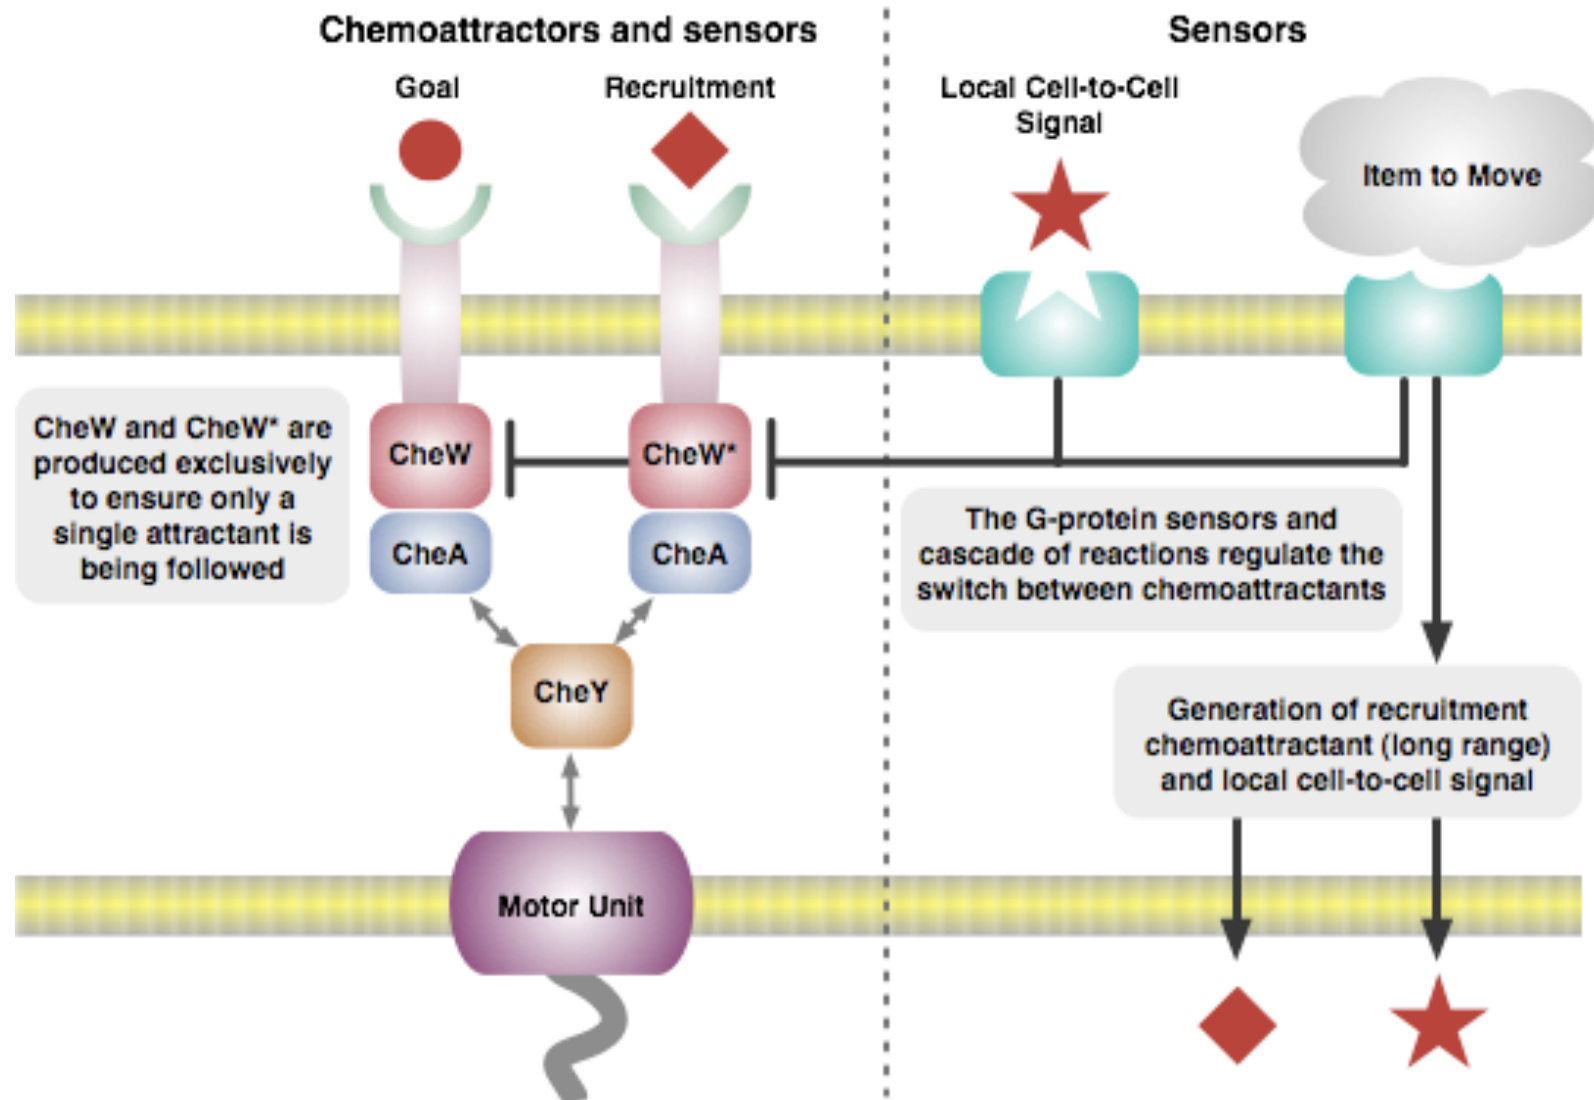 Chemoattractors and sensors
Sensors
Goal
Recruitment
Local Cell-to-Cell
Signal
Item to Move
CheW and CheW* are
produced exclusively
to ensure only a
single attractant is
being followed
CheW
CheW*
CheA
CheA
The G-protein sensors and
cascade of reactions regulate the
switch between chemoattractants
CheY
Generation of recruitment
chemoattractant (long range)
and local cell-to-cell signal
Motor Unit